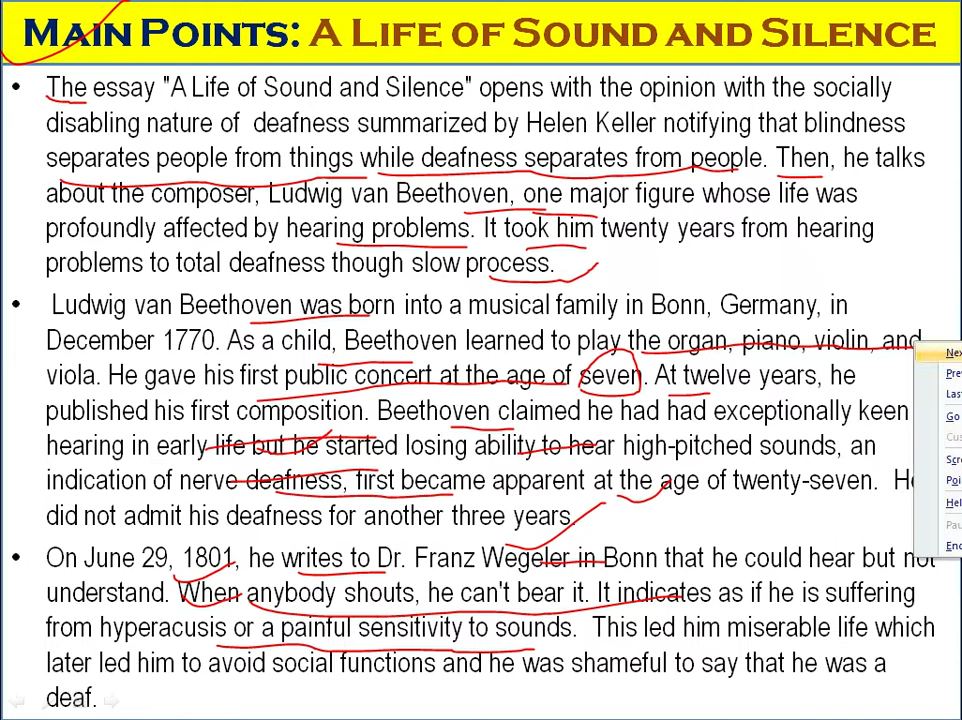 MAIN POINTS: A LIFE OF SOUND AND SILENCE
• The essay "A Life of Sound and Silence" opens with the opinion with the socially
disabling nature of deafness summarized by Helen Keller notifying that blindness
separates people from things while deafness separates from people. Then, he talks
about the composer, Ludwig van Beethoven, one major figure whose life was
profoundly affected by hearing problems. It took him twenty years from hearing
problems to total deafness though slow process.
• Ludwig van Beethoven was born into a musical family in Bonn, Germany, in
December 1770. As a child, Beethoven learned to play the organ, piano, violin, and
viola. He gave his first public concert at the age of seven. At twelve years, he
published his first composition. Beethoven claimed he had had exceptionally keen
hearing in early life but he started losing ability to hear high-pitched sounds, an
indication of nerve deafness, first became apparent at the age of twenty-seven. He
did not admit his deafness for another three years.
• On June 29, 1801, he writes to Dr. Franz Wegeler in Bonn that he could hear but not
understand. When anybody shouts, he can't bear it. It indicates as if he is suffering
from hyperacusis or a painful sensitivity to sounds. This led him miserable life which
later led him to avoid social functions and he was shameful to say that he was a
deaf.
Go